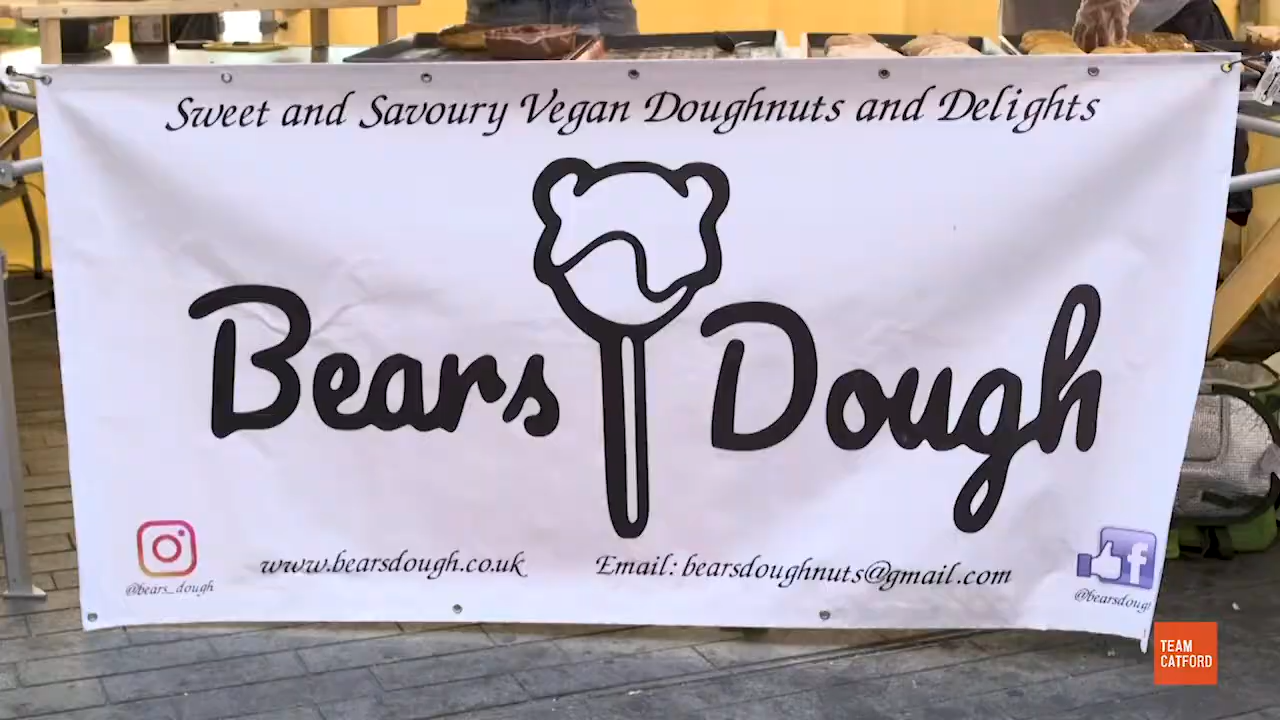 Sweet and Savoury Vegan Doughnuts and Delights
Bears Dough
@bears_dough
www.bearsdough.co.uk
Email: bearsdoughnuts@gmail.com
f
@bearsdoug
TEAM
CATFORD